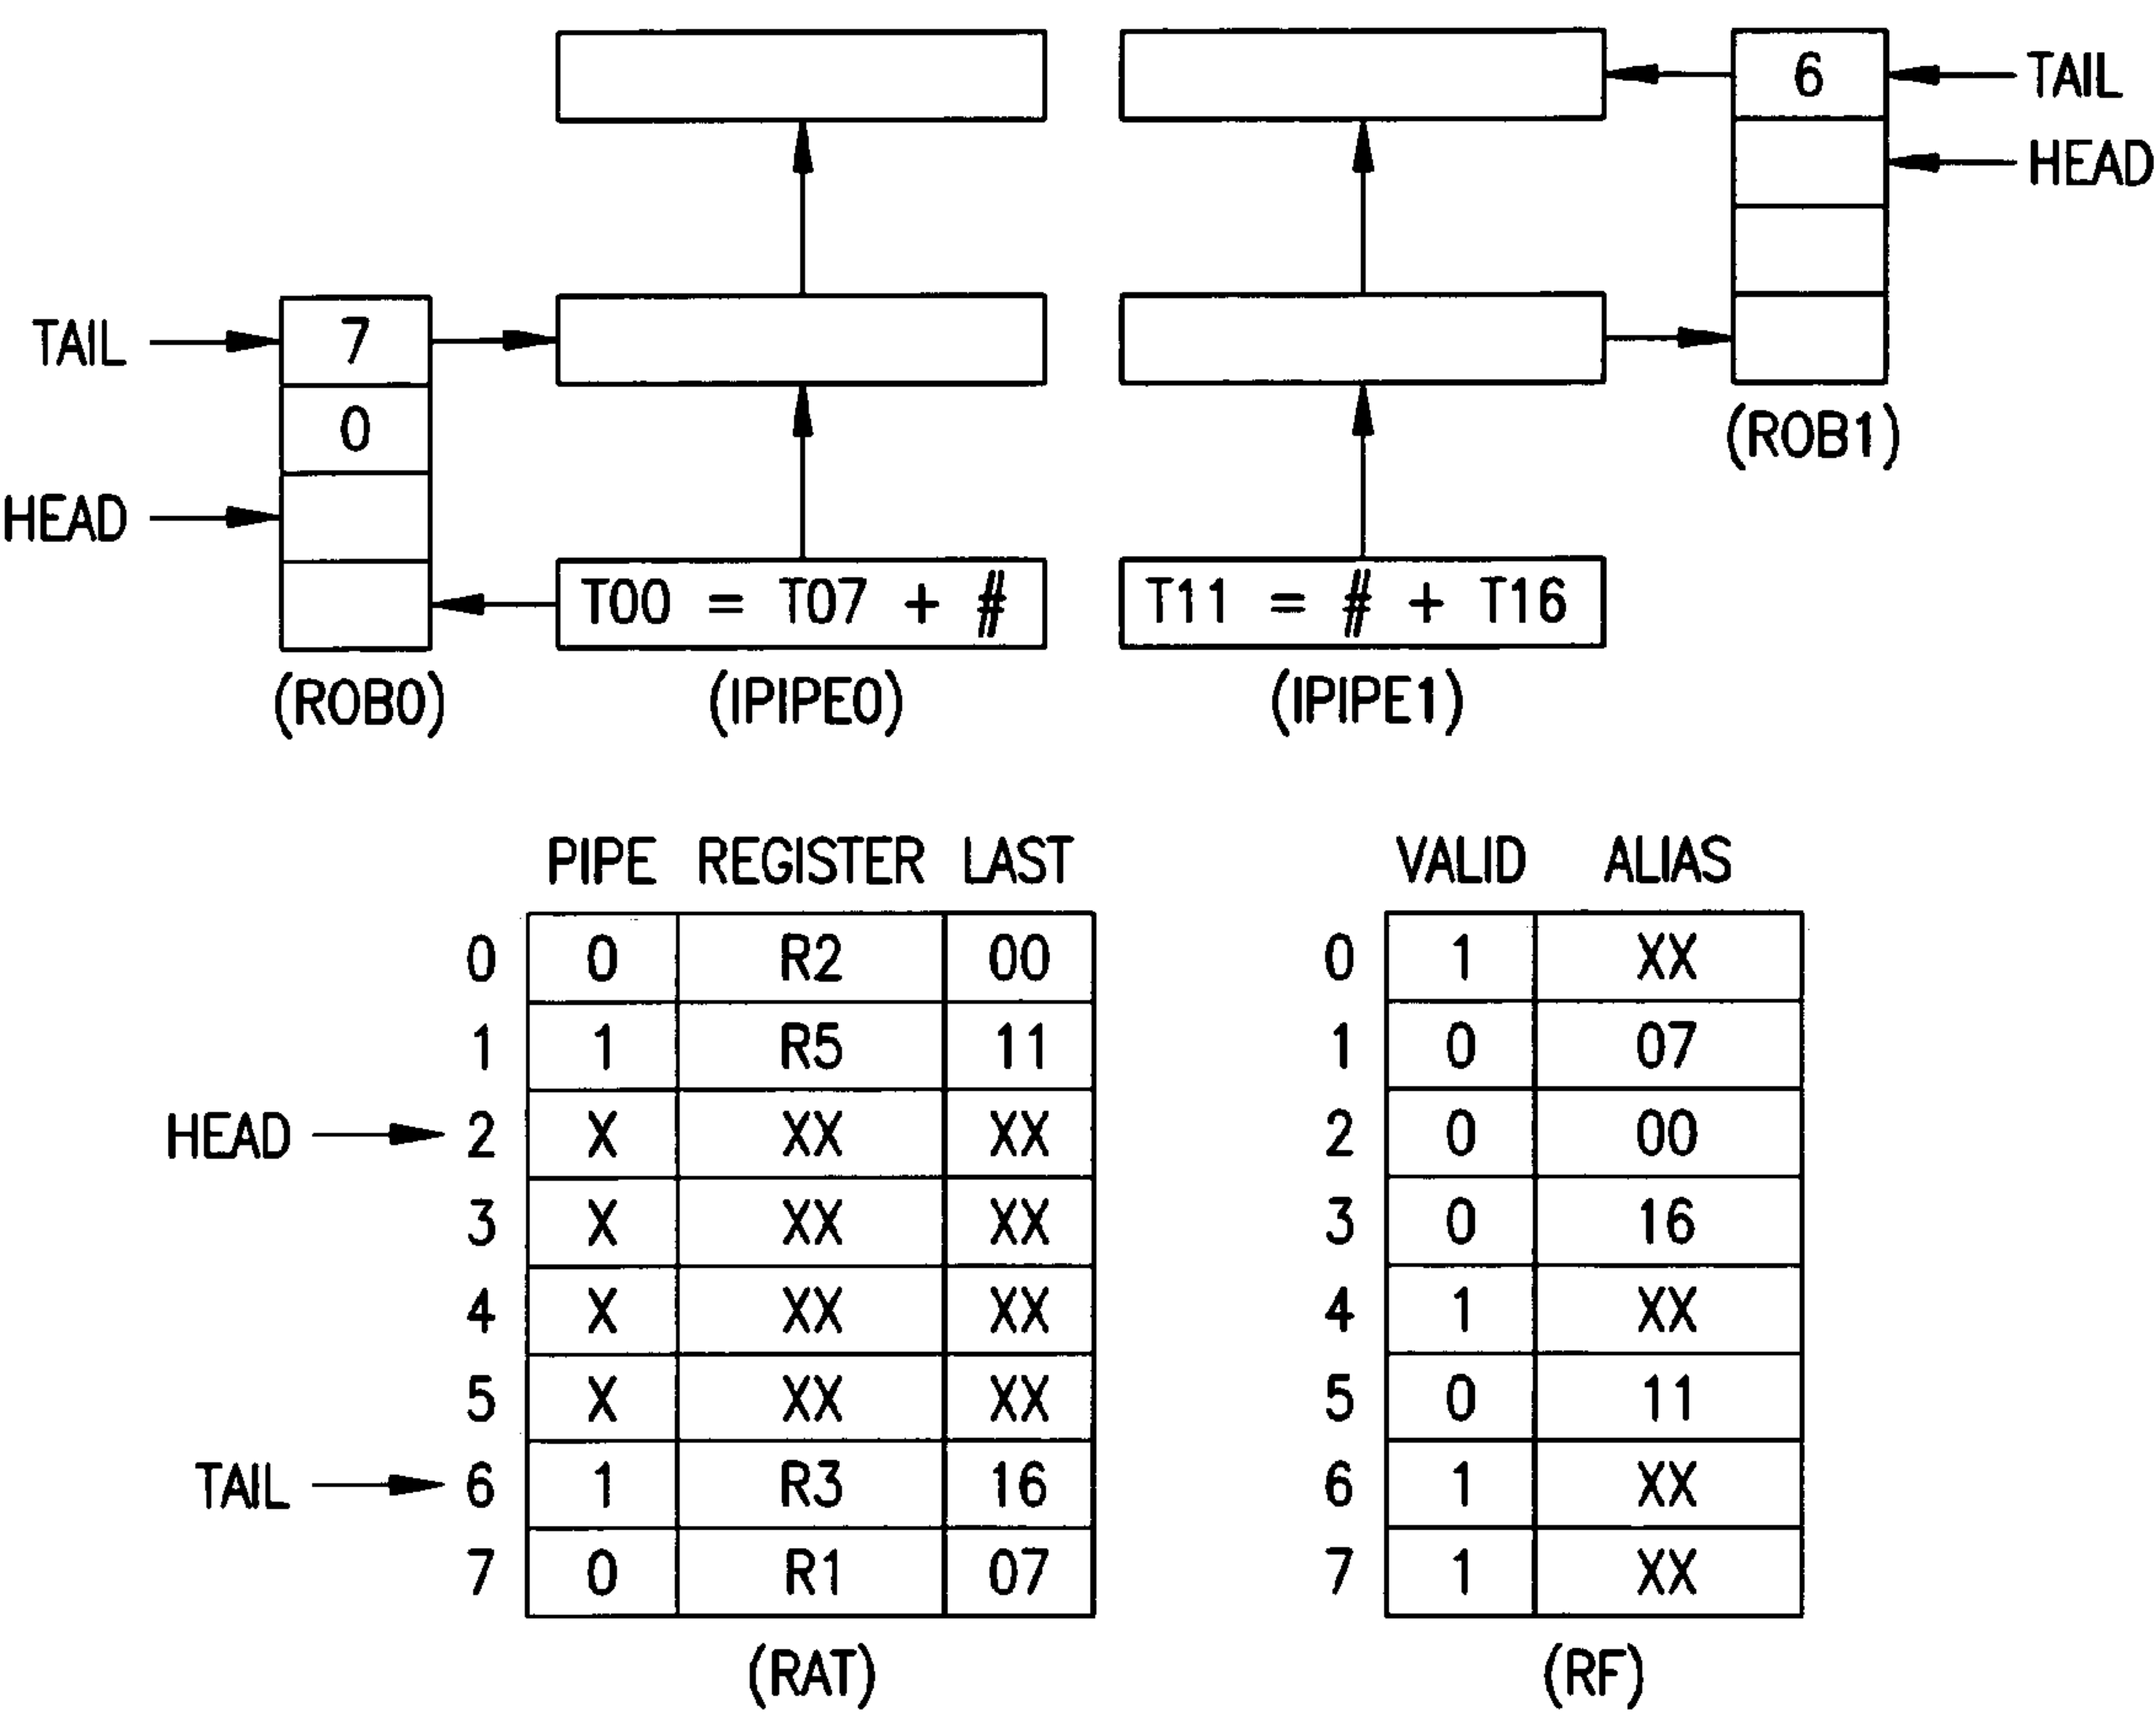 6 TAIL
HEAD
TAIL 7
0
(ROB1)
HEAD
T00 = T07 + # T11 = # + T16
(ROB0) (IPIPE0) (IPIPE1)
PIPE REGISTER LAST VALID ALIAS
0 0 R2 00 0 1 XX
1 1 R5 11 1 0 07
HEAD 2 X XX XX 2 0 00
3 X XX XX 3 0 16
4 X XX XX 4 1 XX
5 X XX XX 5 0 11
TAIL 6 1 R3 16 6 1 XX
7 0 R1 07 7 1 XX
(RAT) (RF)